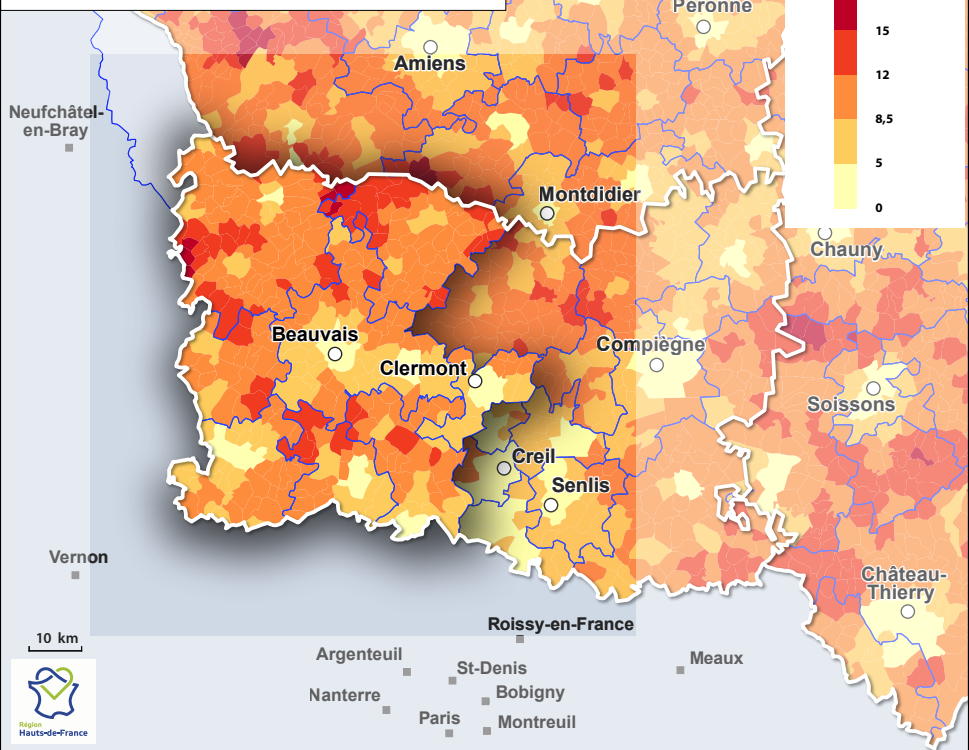 Péronne
15
12
8,5
5
0
Amiens
Neufchâtel-
en-Bray
Montdidier
Chauny
Beauvais
Compiègne
Clermont
Soissons
Creil
Senlis
Vernon
Château-
Thierry
10 km
Roissy-en-France
Argenteuil
St-Denis
Meaux
Nanterre
Bobigny
Paris
Montreuil
Région
Hauts-de-France